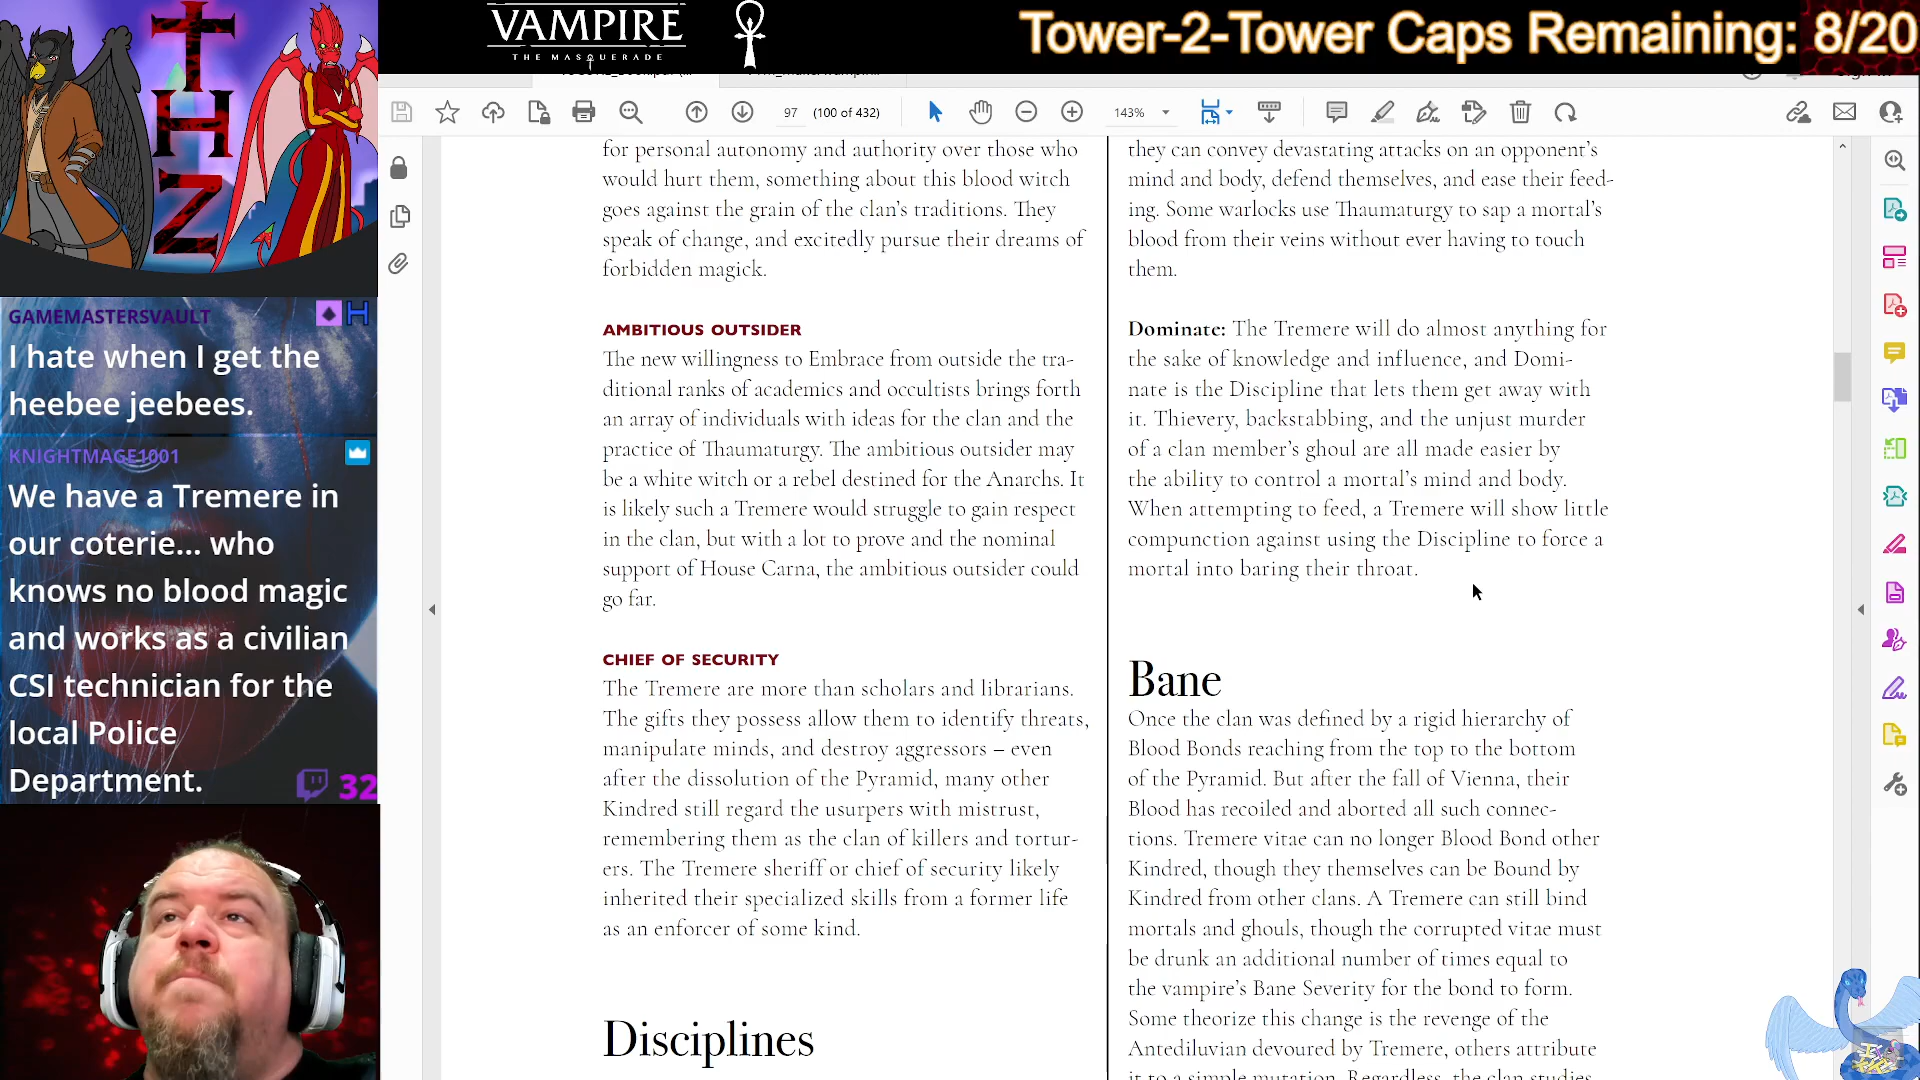 THZ
VAMPIRE
THE MASQUERADE
Tower-2-Tower Caps Remaining: 8/20
97 (100 of 432)
143%
GAMEMASTERSVAULT
I hate when I get the
heebee jeebees.
KNIGHTMAGE1001
We have a Tremere in
our coterie... who
knows no blood magic
and works as a civilian
CSI technician for the
local Police
Department.
32
for personal autonomy and authority over those who
would hurt them, something about this blood witch
goes against the grain of the clan's traditions. They
speak of change, and excitedly pursue their dreams of
forbidden magick.
AMBITIOUS OUTSIDER
The new willingness to Embrace from outside the tra-
ditional ranks of academics and occultists brings forth
an array of individuals with ideas for the clan and the
practice of Thaumaturgy. The ambitious outsider may
be a white witch or a rebel destined for the Anarchs. It
is likely such a Tremere would struggle to gain respect
in the clan, but with a lot to prove and the nominal
support of House Carna, the ambitious outsider could
go far.
CHIEF OF SECURITY
The Tremere are more than scholars and librarians.
The gifts they possess allow them to identify threats,
manipulate minds, and destroy aggressors – even
after the dissolution of the Pyramid, many other
Kindred still regard the usurpers with mistrust,
remembering them as the clan of killers and tortur-
ers. The Tremere sheriff or chief of security likely
inherited their specialized skills from a former life
as an enforcer of some kind.
Disciplines
they can convey devastating attacks on an opponent's
mind and body, defend themselves, and ease their feed-
ing. Some warlocks use Thaumaturgy to sap a mortal's
blood from their veins without ever having to touch
them.
Dominate: The Tremere will do almost anything for
the sake of knowledge and influence, and Domi-
nate is the Discipline that lets them get away with
it. Thievery, backstabbing, and the unjust murder
of a clan member's ghoul are all made easier by
the ability to control a mortal's mind and body.
When attempting to feed, a Tremere will show little
compunction against using the Discipline to force a
mortal into baring their throat.
Bane
Once the clan was defined by a rigid hierarchy of
Blood Bonds reaching from the top to the bottom
of the Pyramid. But after the fall of Vienna, their
Blood has recoiled and aborted all such connec-
tions. Tremere vitae can no longer Blood Bond other
Kindred, though they themselves can be Bound by
Kindred from other clans. A Tremere can still bind
mortals and ghouls, though the corrupted vitae must
be drunk an additional number of times equal to
the vampire's Bane Severity for the bond to form.
Some theorize this change is the revenge of the
Antediluvian devoured by Tremere, others attribute
it to a simple mutation. Regardless, the clan studies